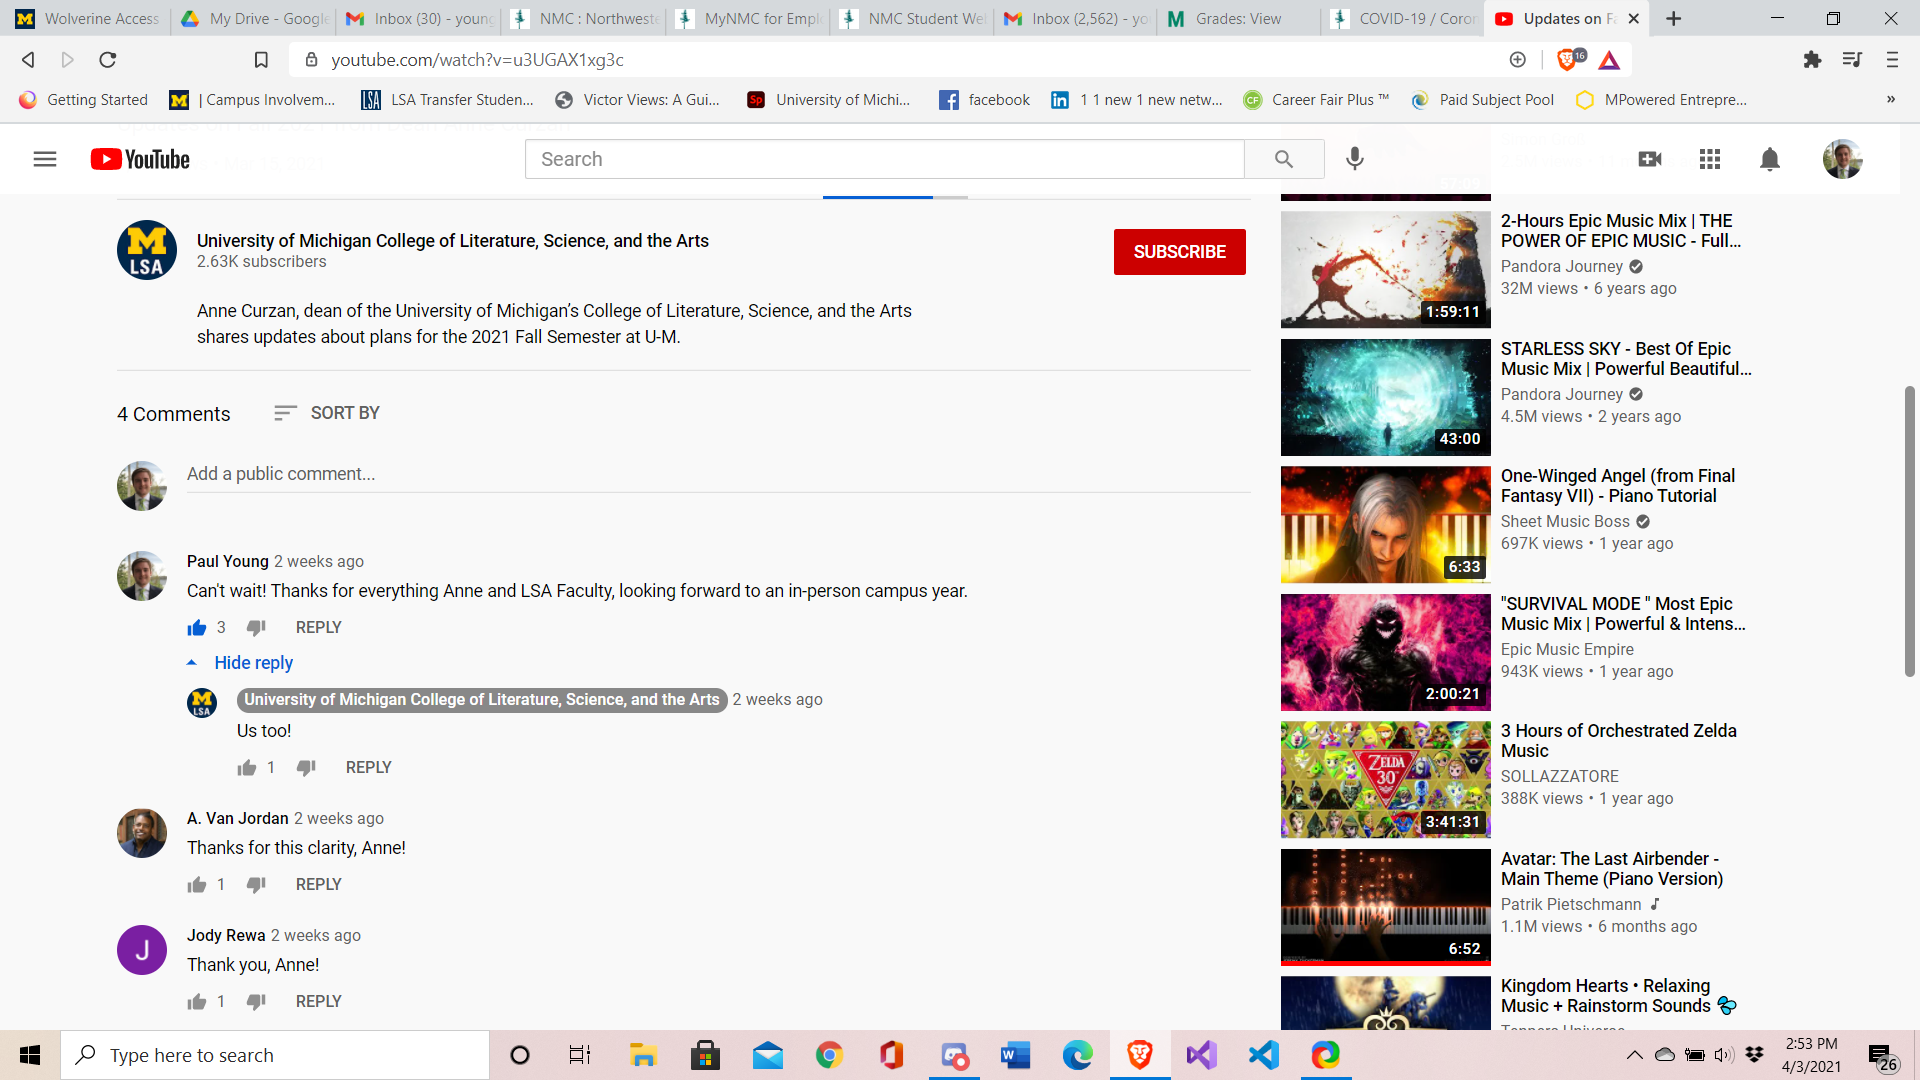 Wolverine Access
My Drive - Google
Inbox (30) - young
NMC : Northweste
MyNMC for Empl
NMC Student Wel
Inbox (2,562) - yo
Grades: View
COVID-19 / Coron
Updates on Fa
youtube.com/watch?v=u3UGAX1xg3c
16
Getting Started
| Campus Involvem...
LSA Transfer Studen...
Victor Views: A Gui...
University of Michi...
facebook
1 1 new 1 new netw...
Career Fair Plus ™
Paid Subject Pool
MPowered Entrepre...
»
YouTube
Search
University of Michigan College of Literature, Science, and the Arts
2.63K subscribers
SUBSCRIBE
Anne Curzan, dean of the University of Michigan’s College of Literature, Science, and the Arts
shares updates about plans for the 2021 Fall Semester at U-M.
4 Comments
SORT BY
Add a public comment...
Paul Young 2 weeks ago
Can't wait! Thanks for everything Anne and LSA Faculty, looking forward to an in-person campus year.
3
REPLY
Hide reply
University of Michigan College of Literature, Science, and the Arts 2 weeks ago
Us too!
1
REPLY
A. Van Jordan 2 weeks ago
Thanks for this clarity, Anne!
1
REPLY
J
Jody Rewa 2 weeks ago
Thank you, Anne!
1
REPLY
2-Hours Epic Music Mix | THE
POWER OF EPIC MUSIC - Full...
Pandora Journey
32M views • 6 years ago
1:59:11
STARLESS SKY - Best Of Epic
Music Mix | Powerful Beautiful...
Pandora Journey
4.5M views • 2 years ago
43:00
One-Winged Angel (from Final
Fantasy VII) - Piano Tutorial
Sheet Music Boss
697K views • 1 year ago
6:33
"SURVIVAL MODE " Most Epic
Music Mix | Powerful & Intens...
Epic Music Empire
943K views • 1 year ago
2:00:21
3 Hours of Orchestrated Zelda
Music
SOLLAZZATORE
388K views • 1 year ago
ZELDA
30
3:41:31
Avatar: The Last Airbender -
Main Theme (Piano Version)
Patrik Pietschmann
1.1M views • 6 months ago
6:52
Kingdom Hearts • Relaxing
Music + Rainstorm Sounds
Type here to search
2:53 PM
4/3/2021
26